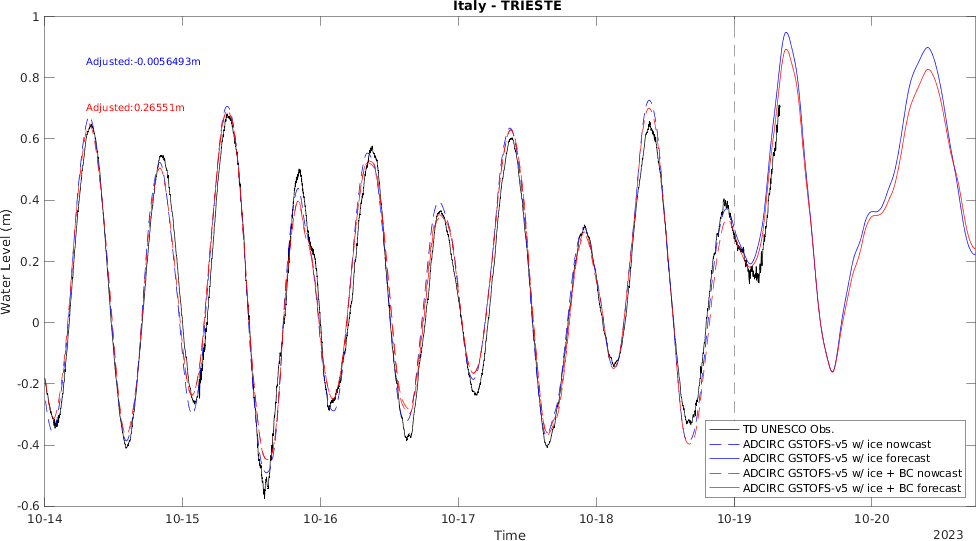 Italy - TRIESTE
Adjusted:-0.0056493m
Adjusted:0.26551m
Water Level (m)
1
0.8
0.6
0.4
0.2
0
-0.2
-0.4
-0.6
TD UNESCO Obs.
ADCIRC GSTOFS-v5 w/ ice nowcast
ADCIRC GSTOFS-v5 w/ ice forecast
ADCIRC GSTOFS-v5 w/ ice + BC nowcast
ADCIRC GSTOFS-v5 w/ ice + BC forecast
10-14 10-15 10-16 10-17 10-18 10-19 10-20
Time
2023